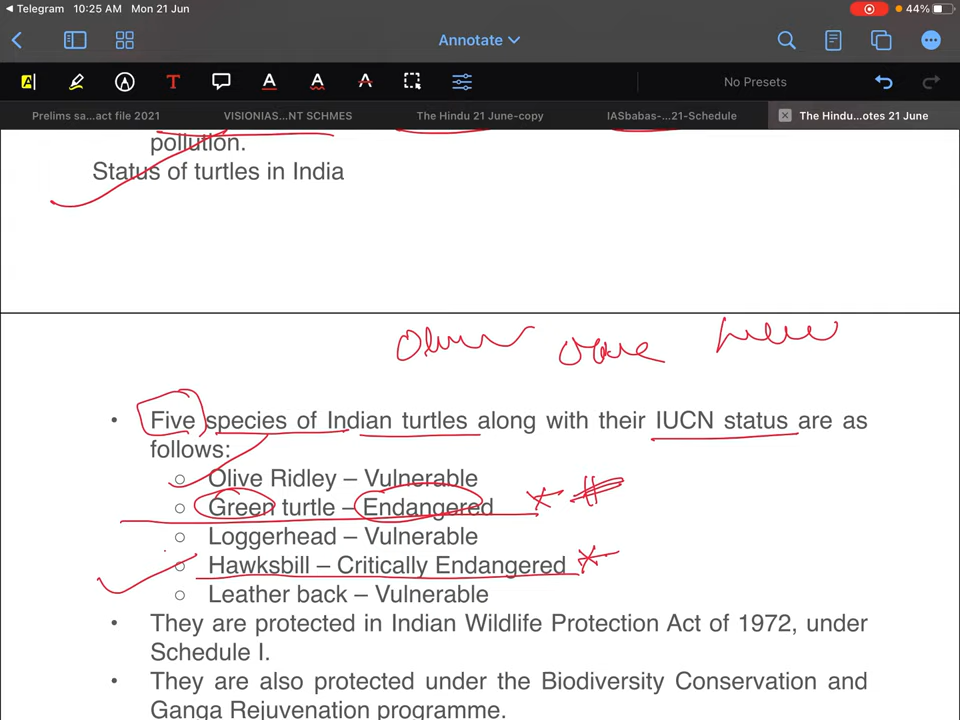 Telegram 10:25 AM Mon 21 Jun 44%
Annotate
A A T A A A No Presets
Prelims sa...act file 2021 VISIONIAS...NT SCHMES The Hindu 21 June-copy IASbabas-...21-Schedule The Hindu...otes 21 June
pollution.
Status of turtles in India
• Five species of Indian turtles along with their IUCN status are as
follows:
○ Olive Ridley – Vulnerable
○ Green turtle – Endangered
○ Loggerhead – Vulnerable
○ Hawksbill – Critically Endangered
○ Leather back – Vulnerable
• They are protected in Indian Wildlife Protection Act of 1972, under
Schedule I.
• They are also protected under the Biodiversity Conservation and
Ganga Rejuvenation programme.